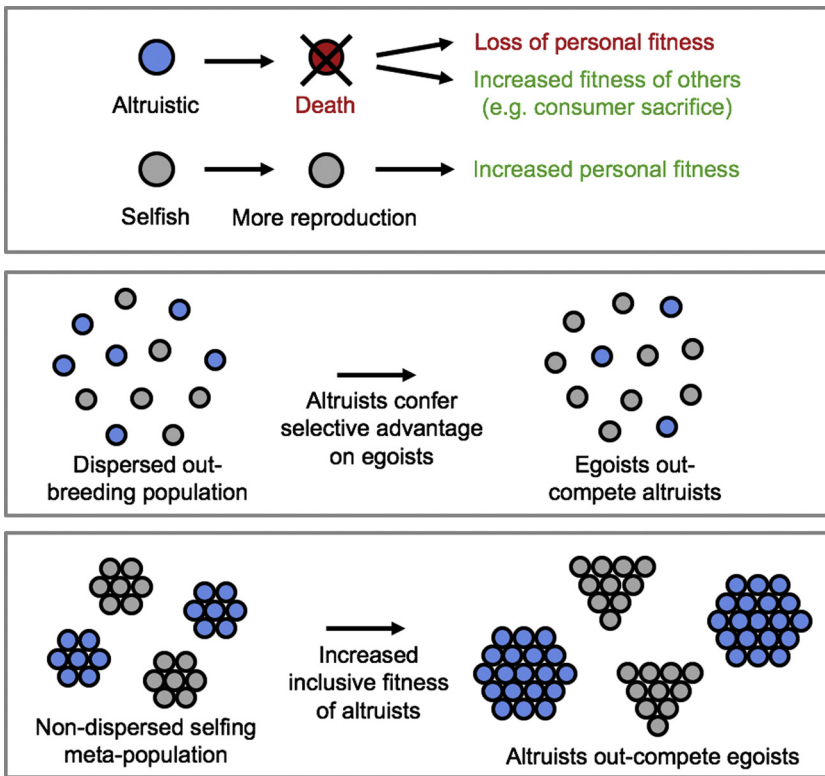 Altruistic
Death
Loss of personal fitness
Increased fitness of others
(e.g. consumer sacrifice)
Selfish
More reproduction
Increased personal fitness
Dispersed out-
breeding population
Altruists confer
selective advantage
on egoists
Egoists out-
compete altruists
Non-dispersed selfing
meta-population
Increased
inclusive fitness
of altruists
Altruists out-compete egoists